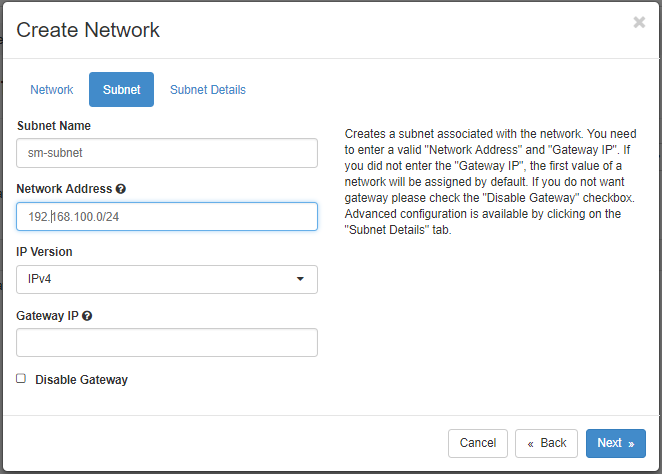 Create Network
×
Network
Subnet
Subnet Details
Subnet Name
sm-subnet
Network Address ?
192.168.100.0/24
IP Version
IPv4
Gateway IP ?
Disable Gateway
Creates a subnet associated with the network. You need
to enter a valid "Network Address" and "Gateway IP". If
you did not enter the "Gateway IP", the first value of a
network will be assigned by default. If you do not want
gateway please check the "Disable Gateway" checkbox.
Advanced configuration is available by clicking on the
"Subnet Details" tab.
Cancel
« Back
Next »